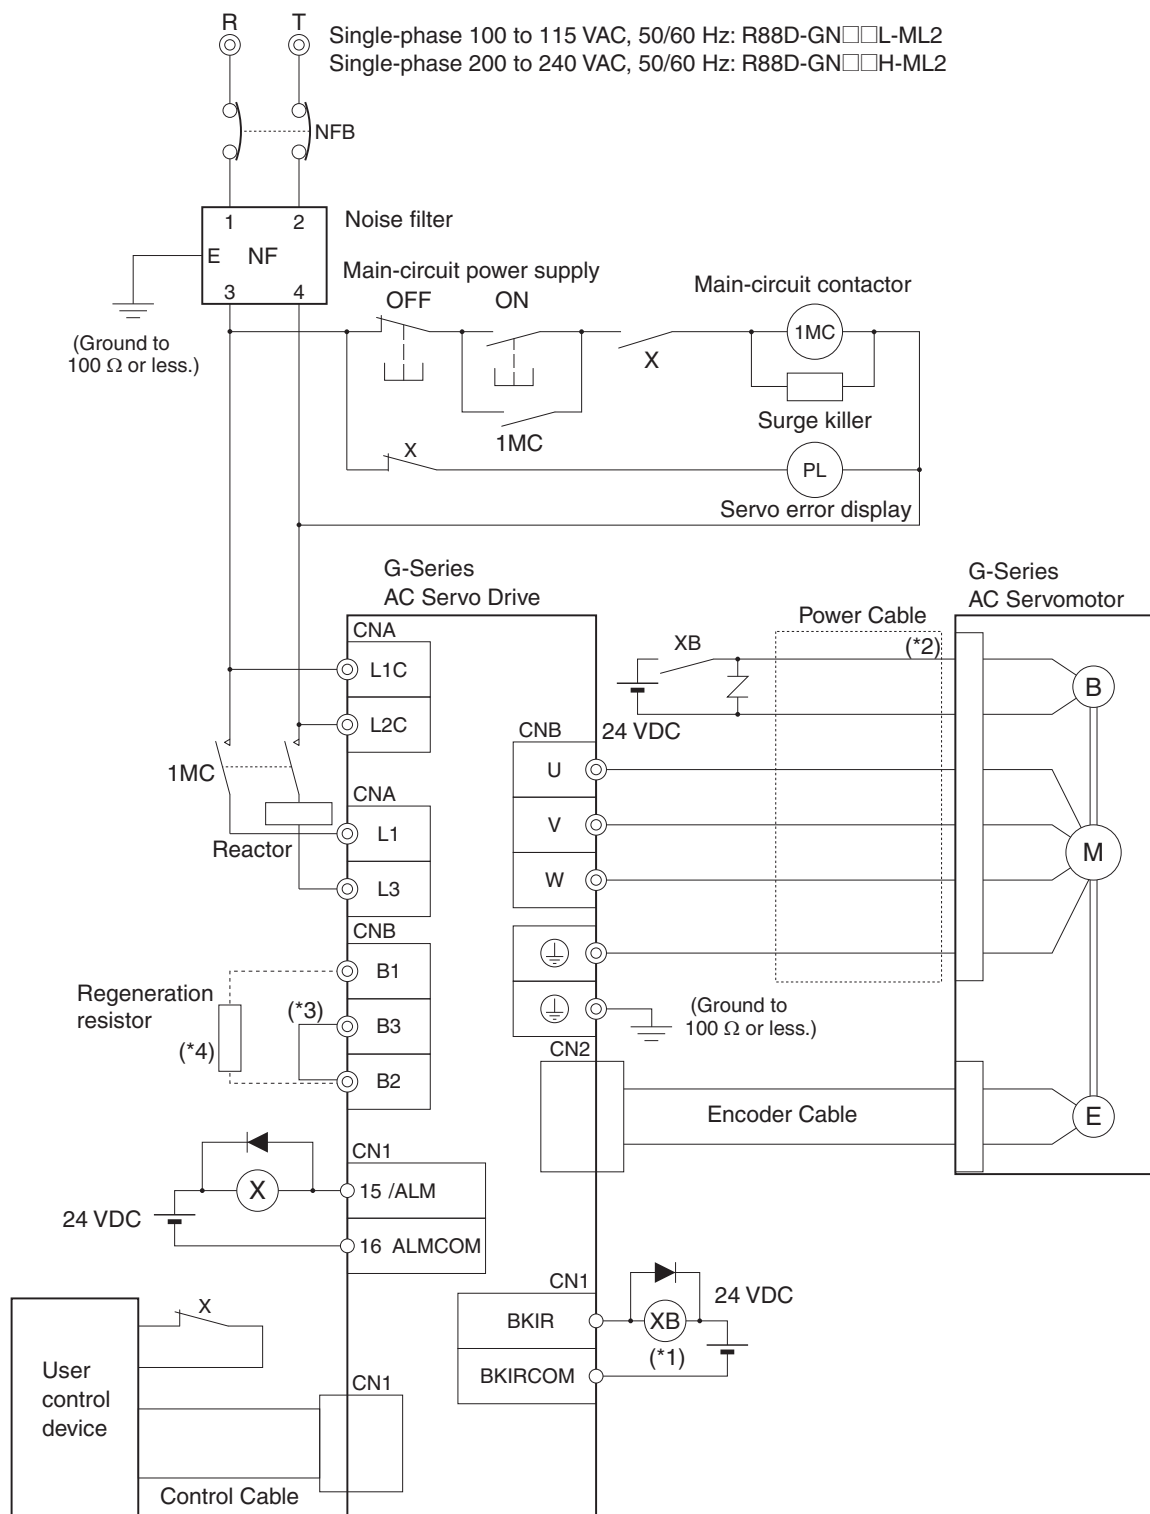 R
T
Single-phase 100 to 115 VAC, 50/60 Hz: R88D-GN□□L-ML2
Single-phase 200 to 240 VAC, 50/60 Hz: R88D-GN□□H-ML2
NFB
1
2
Noise filter
E
NF
3
4
(Ground to
100 Ω or less.)
Main-circuit power supply
OFF
ON
Main-circuit contactor
1MC
X
Surge killer
1MC
X
PL
Servo error display
G-Series
AC Servo Drive
G-Series
AC Servomotor
CNA
L1C
L2C
Power Cable
XB
(*2)
B
24 VDC
CNB
U
V
W
M
1MC
CNA
L1
Reactor
L3
CNB
B1
Regeneration
resistor
(*3)
B3
(*4)
B2
(Ground to
100 Ω or less.)
CN2
Encoder Cable
E
CN1
X
15 /ALM
24 VDC
16 ALMCOM
CN1
24 VDC
BKIR
XB
(*1)
BKIRCOM
X
User
control
device
CN1
Control Cable